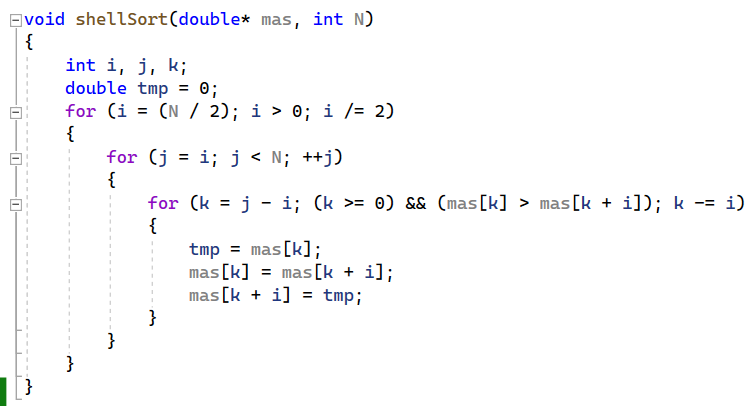 void shellSort(double* mas, int N)
{
    int i, j, k;
    double tmp = 0;
    for (i = (N / 2); i > 0; i /= 2)
    {
        for (j = i; j < N; ++j)
        {
            for (k = j - i; (k >= 0) && (mas[k] > mas[k + i]); k -= i)
            {
                tmp = mas[k];
                mas[k] = mas[k + i];
                mas[k + i] = tmp;
            }
        }
    }
}